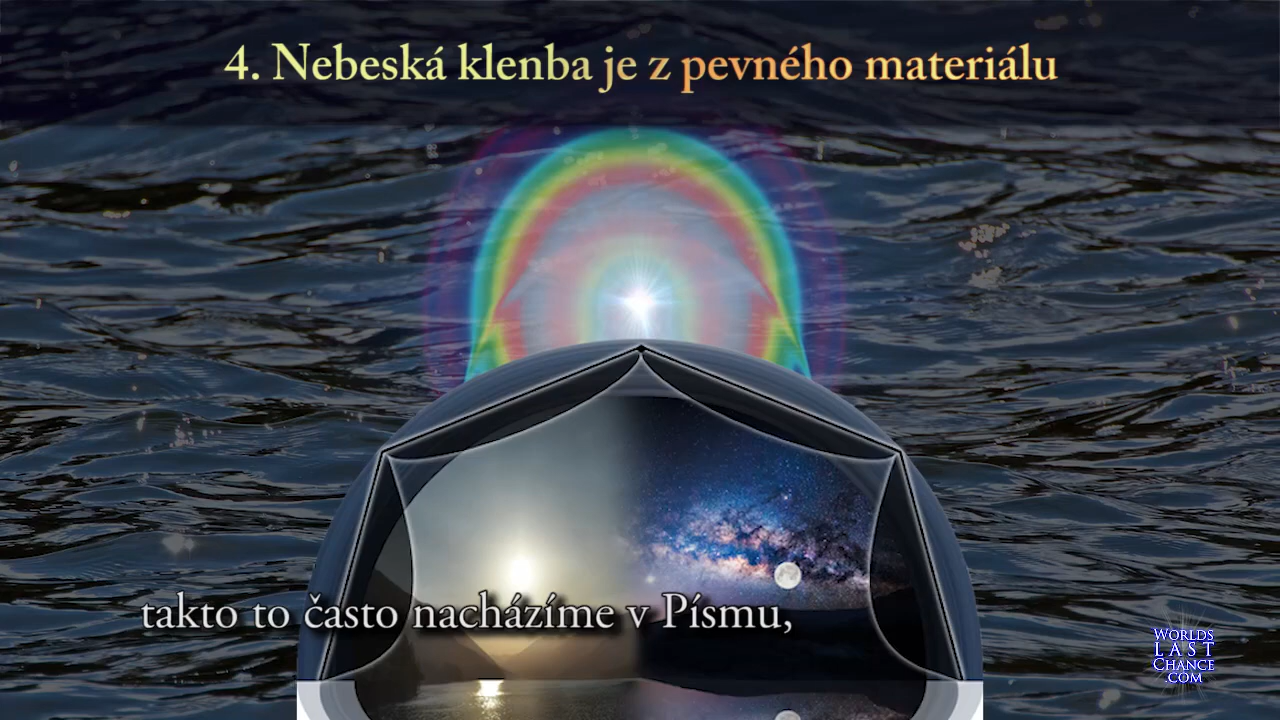 4. Nebeská klenba je z pevného materiálu
takto to často nacházíme v Písmu,
WORLDS
LAST
CHANCE
.COM